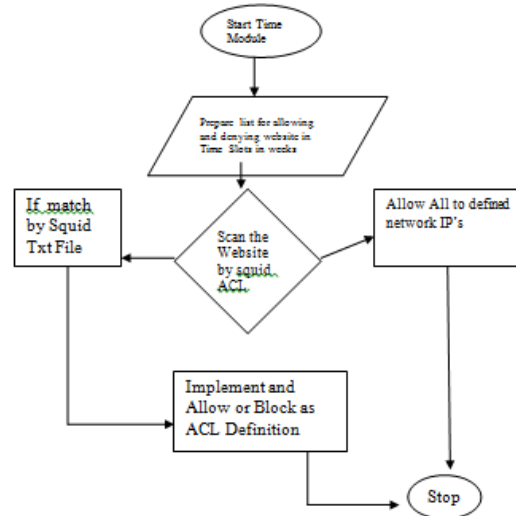 Start Time
Module
Prepare list for allowing
and denying website in
Time Slots in weeks
If match
by Squid
Txt File
Scan the
Website
by squid
ACL
Allow All to defined
network IP's
Implement and
Allow or Block as
ACL Definition
Stop